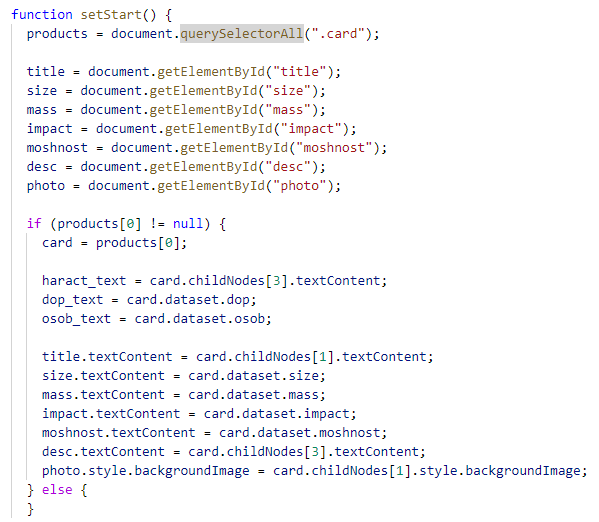 function setStart() {
products = document.querySelectorAll(".card");
title = document.getElementById("title");
size = document.getElementById("size");
mass = document.getElementById("mass");
impact = document.getElementById("impact");
moshnost = document.getElementById("moshnost");
desc = document.getElementById("desc");
photo = document.getElementById("photo");
if (products[0] != null) {
card = products[0];
haract_text = card.childNodes[3].textContent;
dop_text = card.dataset.dop;
osob_text = card.dataset.osob;
title.textContent = card.childNodes[1].textContent;
size.textContent = card.dataset.size;
mass.textContent = card.dataset.mass;
impact.textContent = card.dataset.impact;
moshnost.textContent = card.dataset.moshnost;
desc.textContent = card.childNodes[3].textContent;
photo.style.backgroundImage = card.childNodes[1].style.backgroundImage;
} else {
}